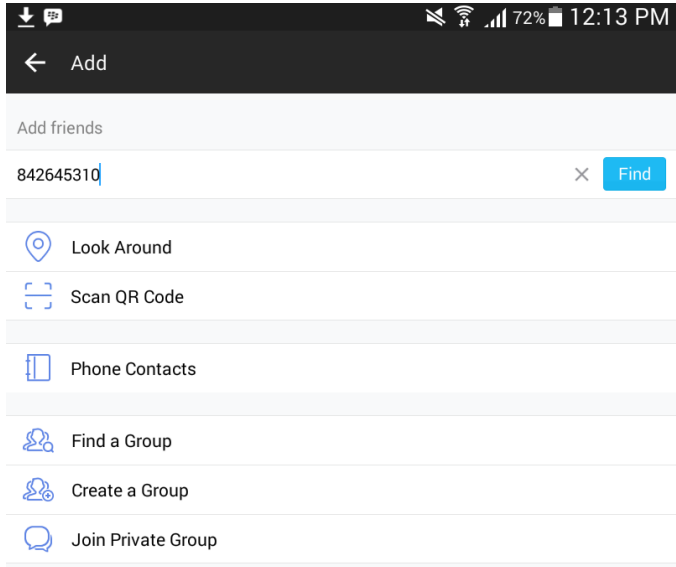 72% 12:13 PM
Add
Add friends
842645310 Find
Look Around
Scan QR Code
Phone Contacts
Find a Group
Create a Group
Join Private Group